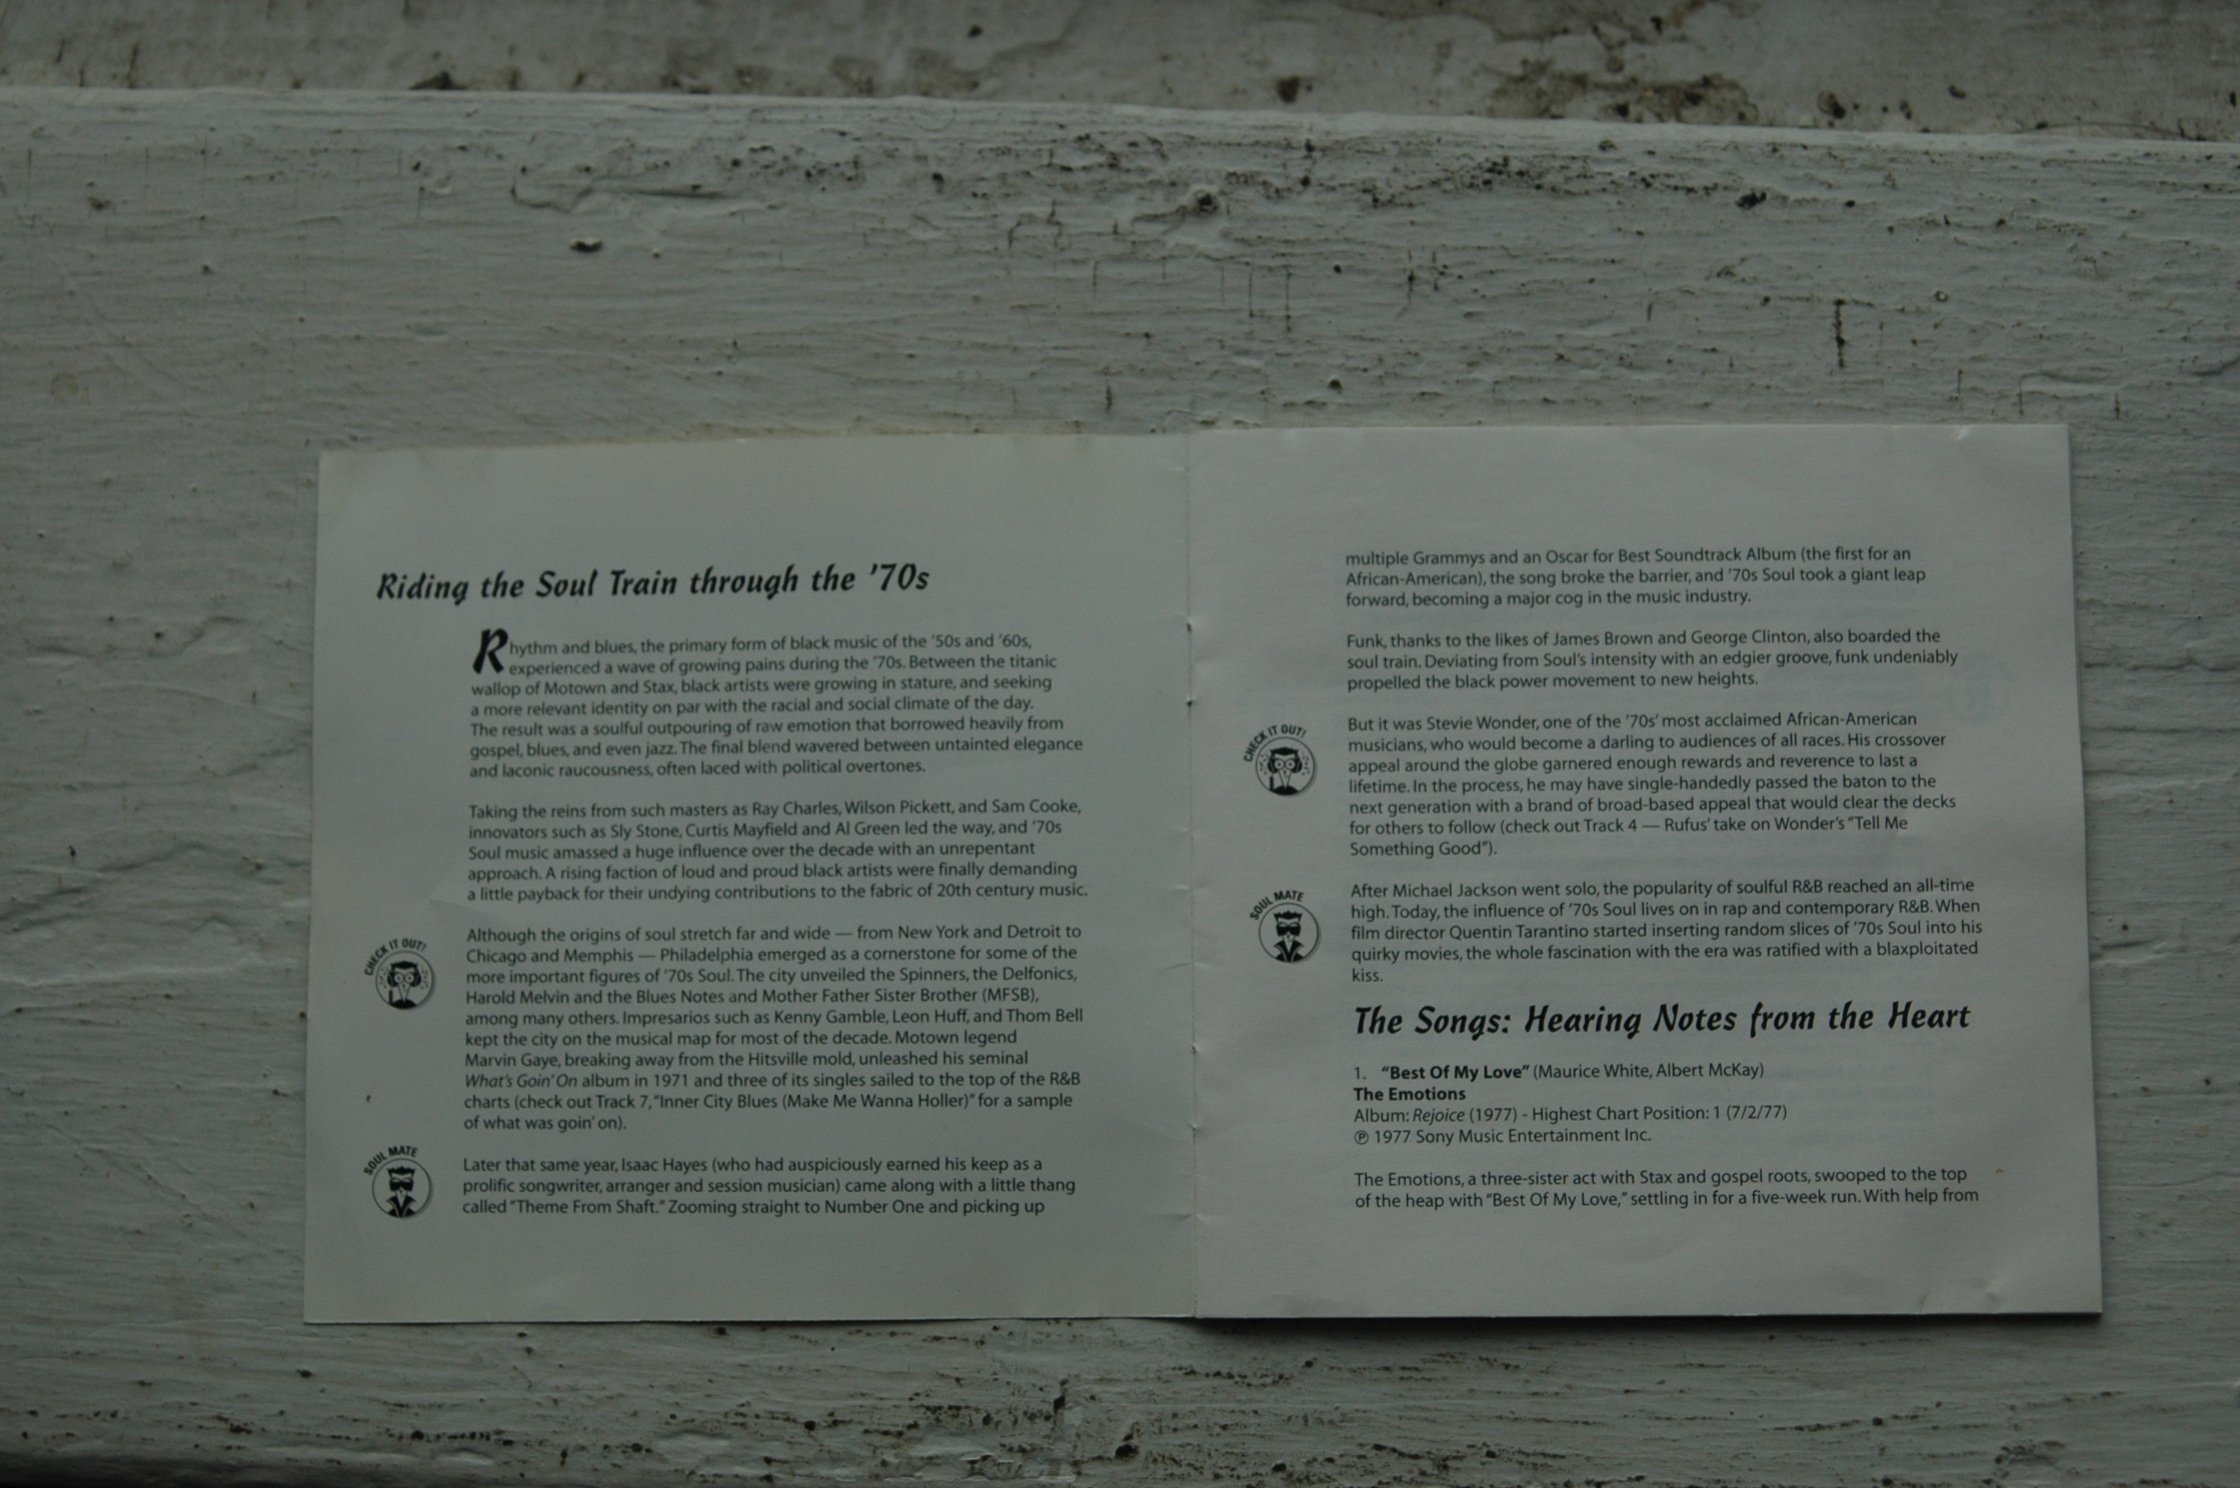 Riding the Soul Train through the '70s
Rhythm and blues, the primary form of black music of the '50s and '60s,
experienced a wave of growing pains during the '70s. Between the titanic
wallop of Motown and Stax, black artists were growing in stature, and seeking
a more relevant identity on par with the racial and social climate of the day.
The result was a soulful outpouring of raw emotion that borrowed heavily from
gospel, blues, and even jazz. The final blend wavered between untainted elegance
and laconic raucousness, often laced with political overtones.
Taking the reins from such masters as Ray Charles, Wilson Pickett, and Sam Cooke,
innovators such as Sly Stone, Curtis Mayfield and Al Green led the way, and '70s
Soul music amassed a huge influence over the decade with an unrepentant
approach. A rising faction of loud and proud black artists were finally demanding
a little payback for their undying contributions to the fabric of 20th century music.
CHECK IT OUT!
Although the origins of soul stretch far and wide — from New York and Detroit to
Chicago and Memphis — Philadelphia emerged as a cornerstone for some of the
more important figures of '70s Soul. The city unveiled the Spinners, the Delfonics,
Harold Melvin and the Blues Notes and Mother Father Sister Brother (MFSB),
among many others. Impresarios such as Kenny Gamble, Leon Huff, and Thom Bell
kept the city on the musical map for most of the decade. Motown legend
Marvin Gaye, breaking away from the Hitsville mold, unleashed his seminal
What's Goin' On album in 1971 and three of its singles sailed to the top of the R&B
charts (check out Track 7, "Inner City Blues (Make Me Wanna Holler)" for a sample
of what was goin' on).
SOUL MATE
Later that same year, Isaac Hayes (who had auspiciously earned his keep as a
prolific songwriter, arranger and session musician) came along with a little thang
called "Theme From Shaft." Zooming straight to Number One and picking up
multiple Grammys and an Oscar for Best Soundtrack Album (the first for an
African-American), the song broke the barrier, and '70s Soul took a giant leap
forward, becoming a major cog in the music industry.
Funk, thanks to the likes of James Brown and George Clinton, also boarded the
soul train. Deviating from Soul's intensity with an edgier groove, funk undeniably
propelled the black power movement to new heights.
CHECK IT OUT!
But it was Stevie Wonder, one of the '70s' most acclaimed African-American
musicians, who would become a darling to audiences of all races. His crossover
appeal around the globe garnered enough rewards and reverence to last a
lifetime. In the process, he may have single-handedly passed the baton to the
next generation with a brand of broad-based appeal that would clear the decks
for others to follow (check out Track 4 — Rufus' take on Wonder's "Tell Me
Something Good").
SOUL MATE
After Michael Jackson went solo, the popularity of soulful R&B reached an all-time
high. Today, the influence of '70s Soul lives on in rap and contemporary R&B. When
film director Quentin Tarantino started inserting random slices of '70s Soul into his
quirky movies, the whole fascination with the era was ratified with a blaxploitated
kiss.
The Songs: Hearing Notes from the Heart
1. "Best Of My Love" (Maurice White, Albert McKay)
The Emotions
Album: Rejoice (1977) - Highest Chart Position: 1 (7/2/77)
℗ 1977 Sony Music Entertainment Inc.
The Emotions, a three-sister act with Stax and gospel roots, swooped to the top
of the heap with "Best Of My Love," settling in for a five-week run. With help from